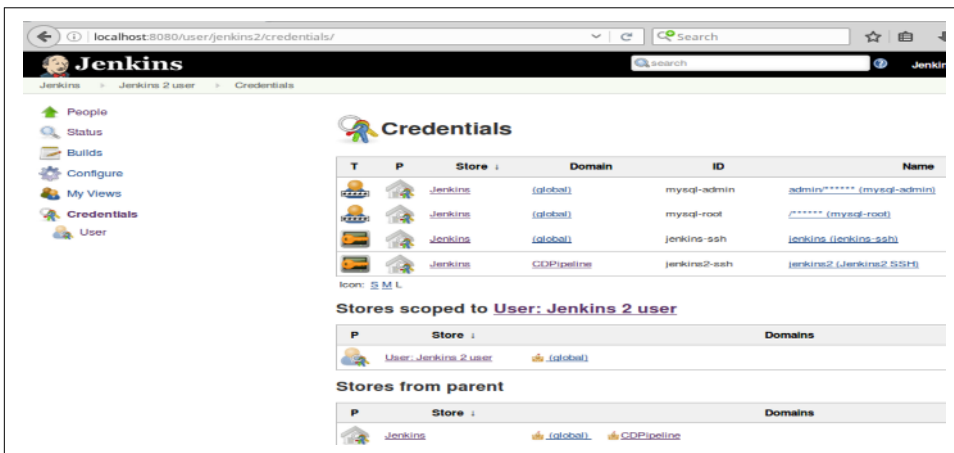 localhost:8080/user/jenkins2/credentials/
Search
Jenkins
search
Jenkin
Jenkins
Jenkins 2 user
Credentials
People
Status
Builds
Configure
My Views
Credentials
User
Credentials
T P Store ↓ Domain ID Name
Jenkins (global) mysql-admin admin/****** (mysql-admin)
Jenkins (global) mysql-root /****** (mysql-root)
Jenkins (global) jenkins-ssh jenkins (jenkins-ssh)
Jenkins CDPipeline jenkins2-ssh jenkins2 (Jenkins2 SSH)
Icon: S M L
Stores scoped to User: Jenkins 2 user
P Store ↓ Domains
User: Jenkins 2 user (global)
Stores from parent
P Store ↓ Domains
Jenkins (global) CDPipeline